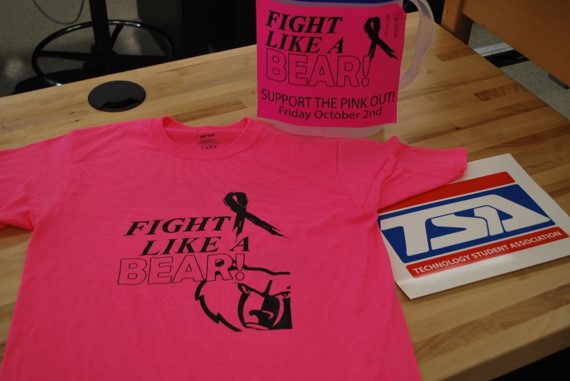 FIGHT
LIKE A
BEAR!
SUPPORT THE PINK OUT!
Friday October 2nd
FIGHT
LIKE A
BEAR!
TSA
TECHNOLOGY STUDENT ASSOCIATION